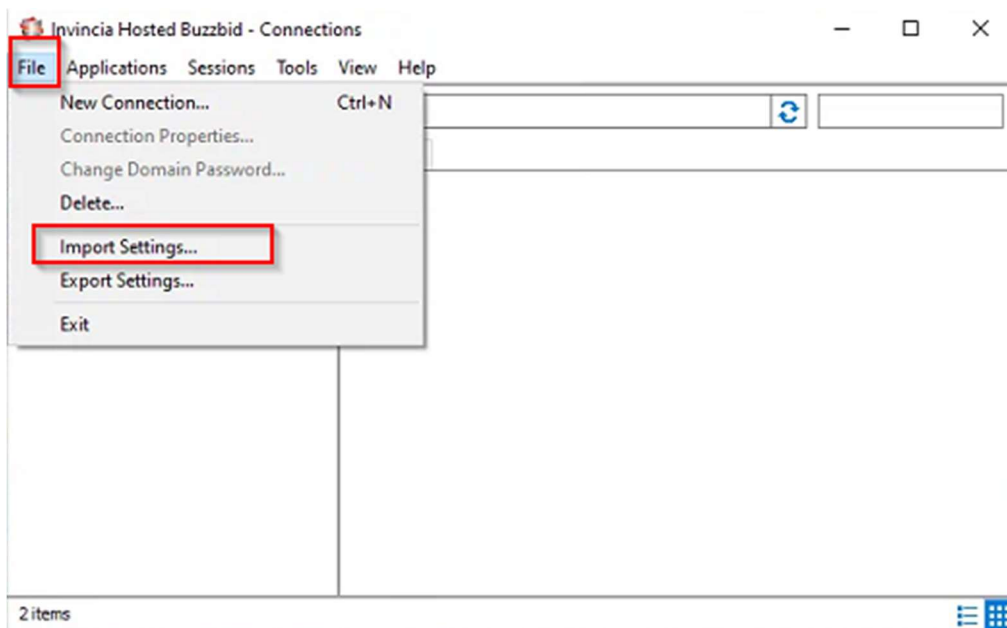 Invincia Hosted Buzzbid - Connections
File Applications Sessions Tools View Help
New Connection... Ctrl+N
Connection Properties...
Change Domain Password...
Delete...
Import Settings...
Export Settings...
Exit
2 items